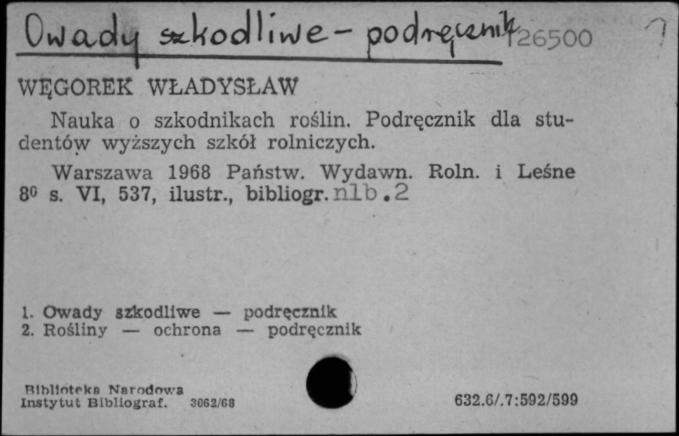 Owady szkodliwe – podręcznik
126500
WĘGOREK WŁADYSŁAW
Nauka o szkodnikach roślin. Podręcznik dla stu-
dentów wyższych szkół rolniczych.
Warszawa 1968 Państw. Wydawn. Roln. i Leśne
8° s. VI, 537, ilustr., bibliogr. nlb.2
1. Owady szkodliwe — podręcznik
2. Rośliny — ochrona — podręcznik
Biblioteka Narodowa
Instytut Bibliograf. 3062/68
632.6/.7:592/599